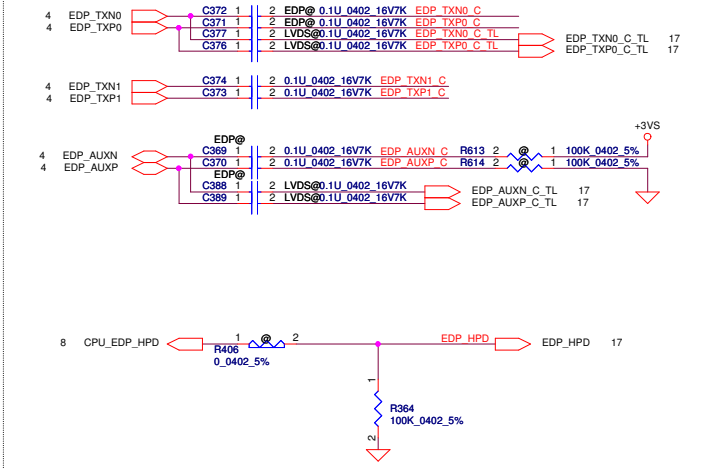 C372 1 2 EDP@ 0.1U_0402_16V7K EDP_TXN0_C
4 EDP_TXN0
C371 1 2 EDP@ 0.1U_0402_16V7K EDP_TXP0_C
4 EDP_TXP0
C377 1 2 LVDS@0.1U_0402_16V7K EDP_TXN0_C_TL
EDP_TXN0_C_TL 17
C376 1 2 LVDS@0.1U_0402_16V7K EDP_TXP0_C_TL
EDP_TXP0_C_TL 17
4 EDP_TXN1 C374 1 2 0.1U_0402_16V7K EDP_TXN1_C
4 EDP_TXP1 C373 1 2 0.1U_0402_16V7K EDP_TXP1_C
+3VS
EDP@
4 EDP_AUXN C369 1 2 0.1U_0402_16V7K EDP_AUXN_C R613 2 @ 1 100K_0402_5%
4 EDP_AUXP C370 1 2 0.1U_0402_16V7K EDP_AUXP_C R614 2 @ 1 100K_0402_5%
EDP@
C388 1 2 LVDS@0.1U_0402_16V7K
EDP_AUXN_C_TL 17
C389 1 2 LVDS@0.1U_0402_16V7K
EDP_AUXP_C_TL 17
8 CPU_EDP_HPD 1 @ 2 EDP_HPD EDP_HPD 17
R406
0_0402_5%
1
R364
100K_0402_5%
2